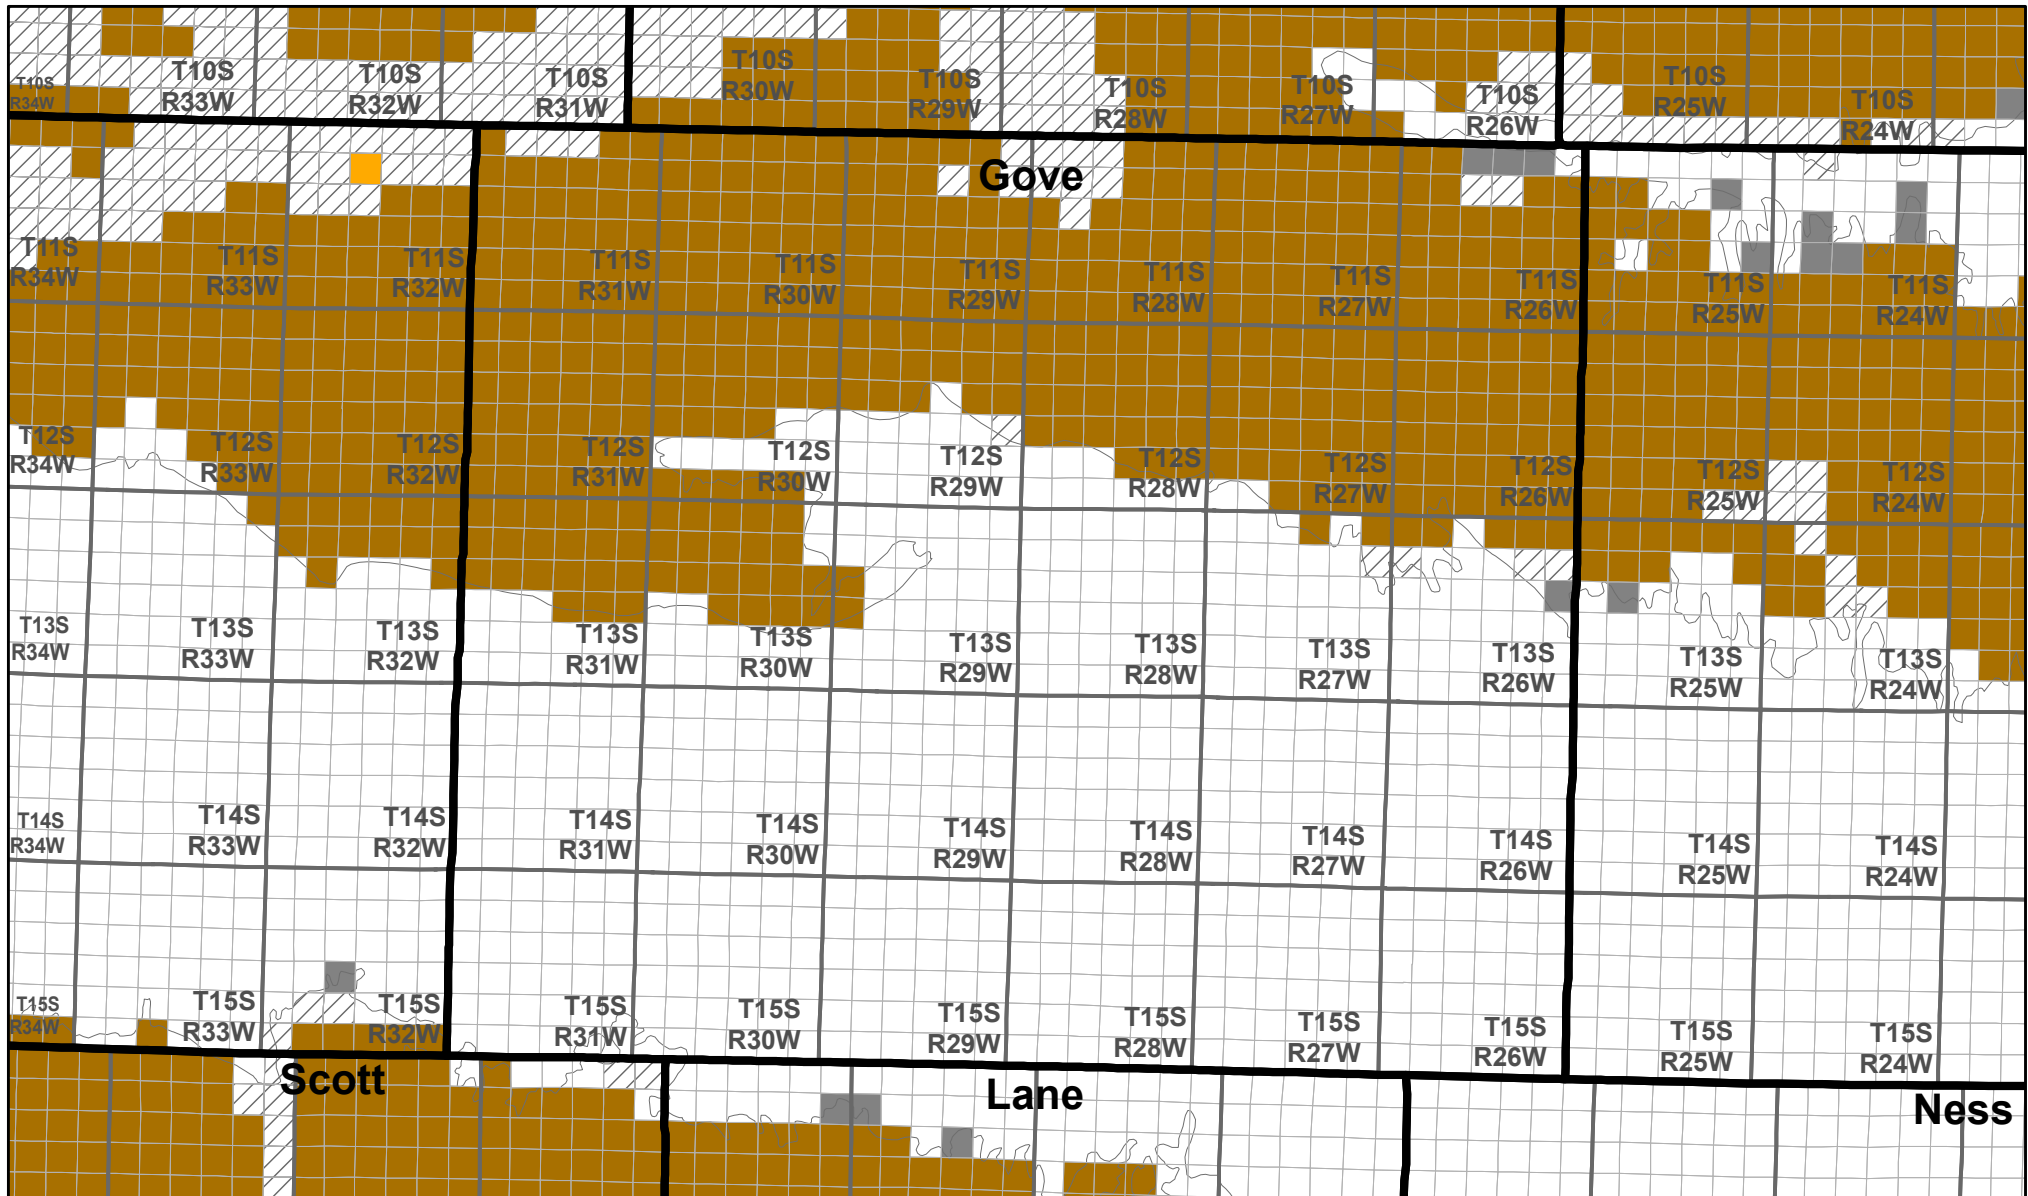 T10S
R34W
T10S
R33W
T10S
R32W
T10S
R31W
T10S
R30W
T10S
R29W
T10S
R28W
T10S
R27W
T10S
R26W
T10S
R25W
T10S
R24W
Gove
T11S
R34W
T11S
R33W
T11S
R32W
T11S
R31W
T11S
R30W
T11S
R29W
T11S
R28W
T11S
R27W
T11S
R26W
T11S
R25W
T11S
R24W
T12S
R34W
T12S
R33W
T12S
R32W
T12S
R31W
T12S
R30W
T12S
R29W
T12S
R28W
T12S
R27W
T12S
R26W
T12S
R25W
T12S
R24W
T13S
R34W
T13S
R33W
T13S
R32W
T13S
R31W
T13S
R30W
T13S
R29W
T13S
R28W
T13S
R27W
T13S
R26W
T13S
R25W
T13S
R24W
T14S
R34W
T14S
R33W
T14S
R32W
T14S
R31W
T14S
R30W
T14S
R29W
T14S
R28W
T14S
R27W
T14S
R26W
T14S
R25W
T14S
R24W
T15S
R34W
T15S
R33W
T15S
R32W
T15S
R31W
T15S
R30W
T15S
R29W
T15S
R28W
T15S
R27W
T15S
R26W
T15S
R25W
T15S
R24W
Scott
Lane
Ness